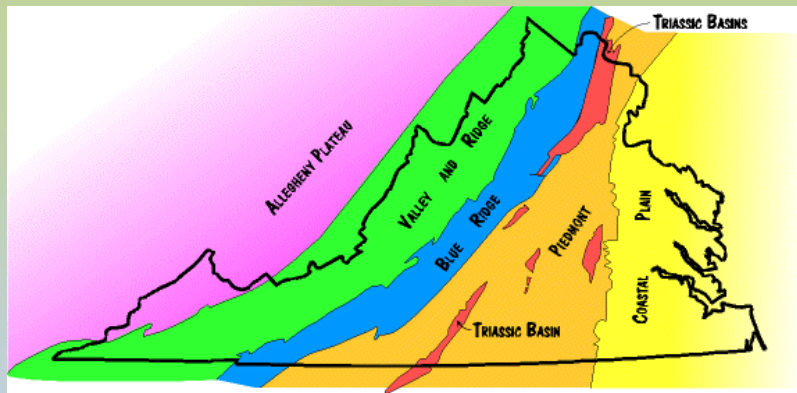 Triassic Basins
Allegheny Plateau
Valley and Ridge
Blue Ridge
Piedmont
Coastal Plain
Triassic Basin